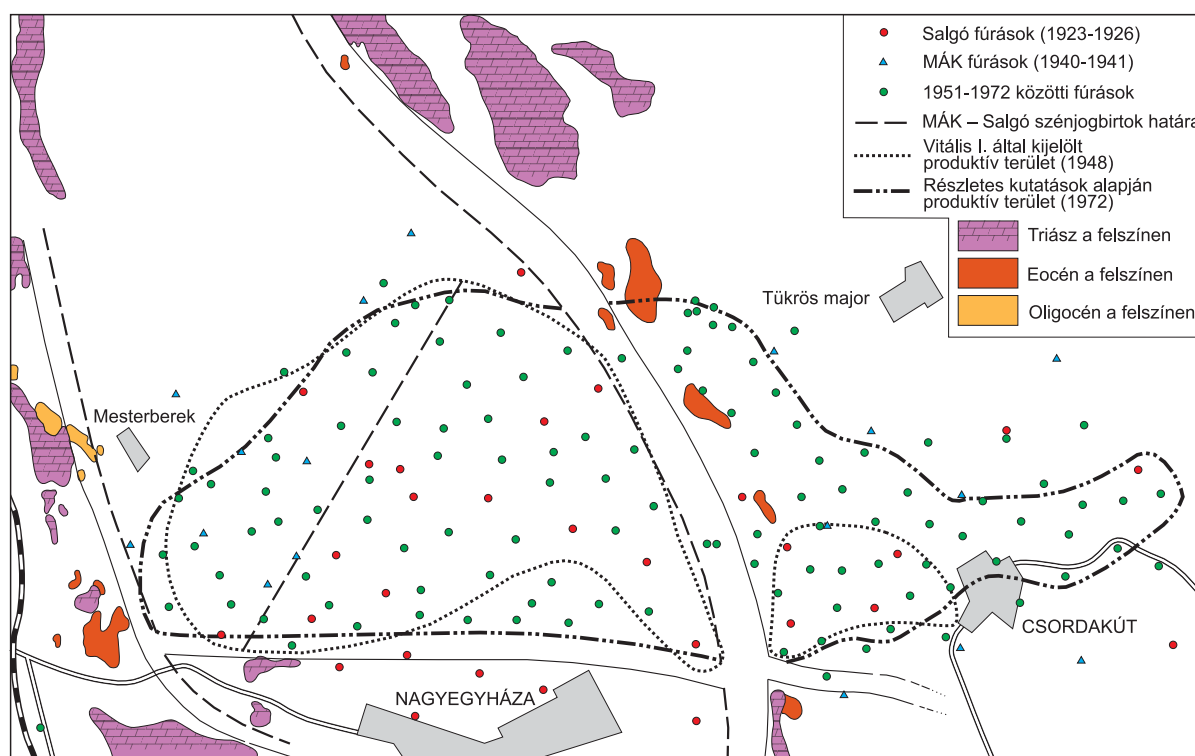 Salgó fúrások (1923-1926)
MÁK fúrások (1940-1941)
1951-1972 közötti fúrások
MÁK – Salgó szénjogbirtok határa
Vitális I. által kijelölt
produktív terület (1948)
Részletes kutatások alapján
produktív terület (1972)
Triász a felszínen
Eocén a felszínen
Oligocén a felszínen
Tükrös major
Mesterberek
CSORDAKÚT
NAGYEGYHÁZA